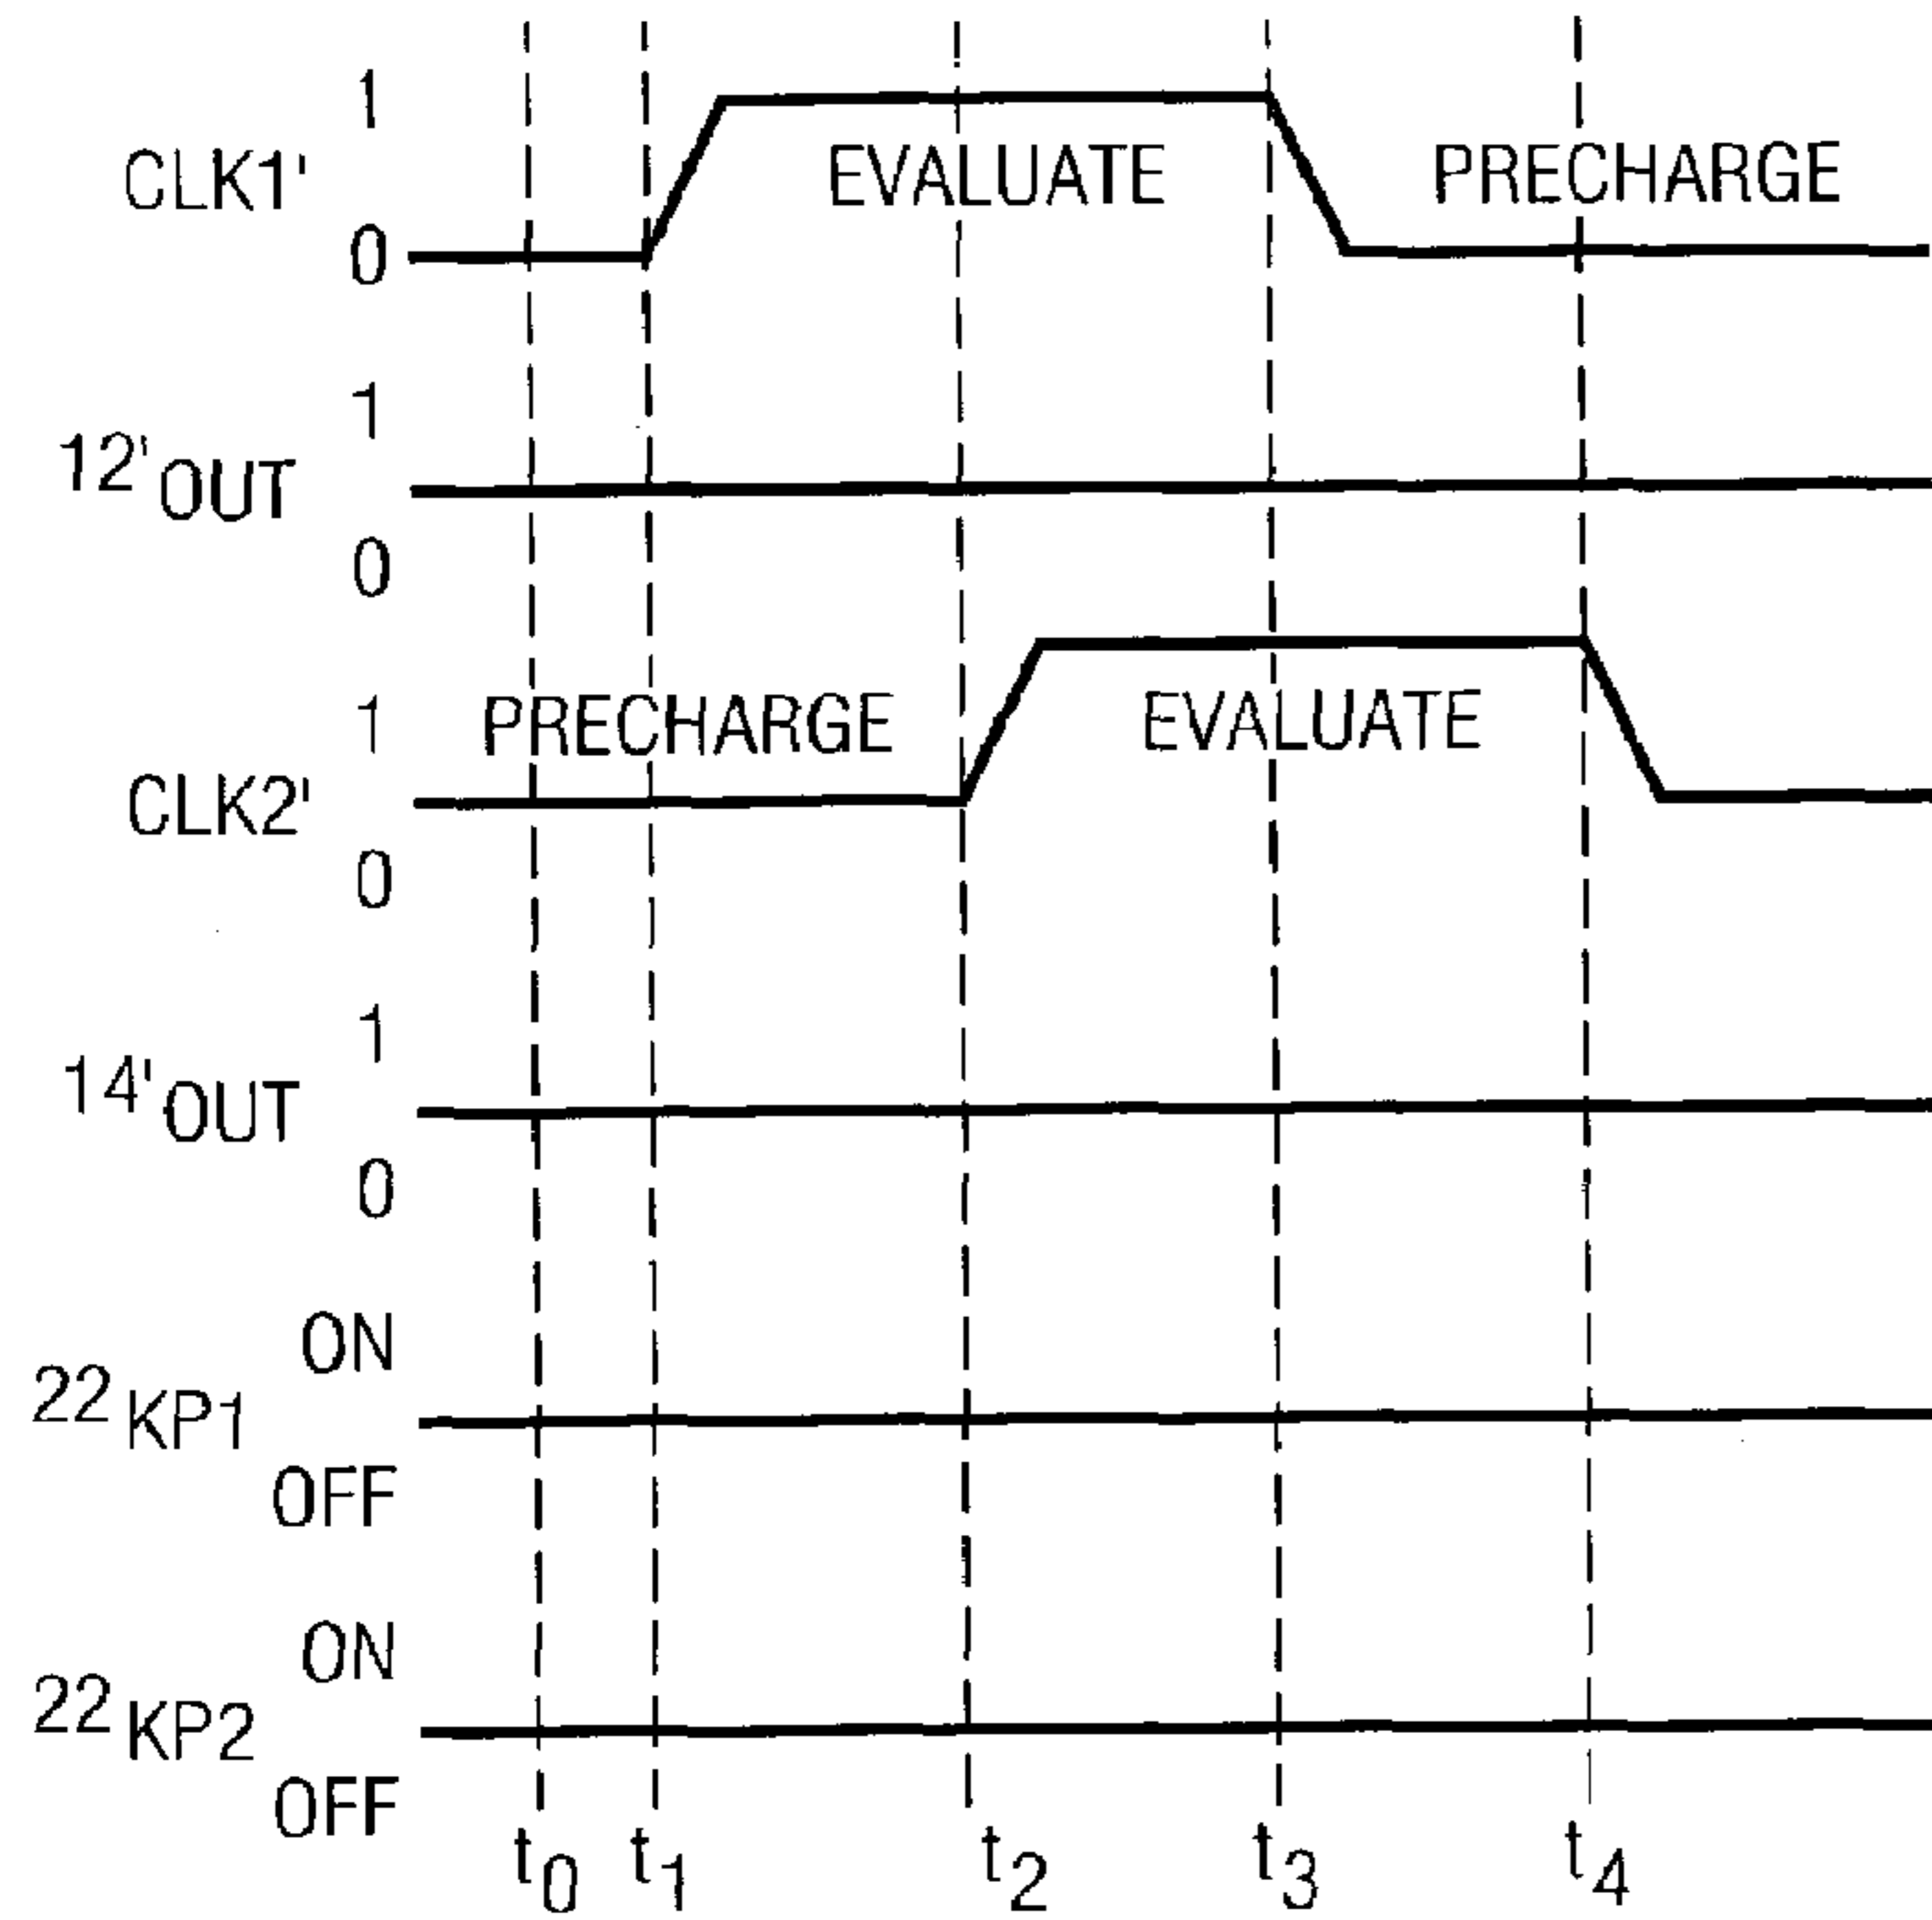 1
CLK1' EVALUATE PRECHARGE
0
1
12'OUT
0
1 PRECHARGE EVALUATE
CLK2'
0
1
14'OUT
0
ON
22KP1
OFF
ON
22KP2
OFF
t0 t1 t2 t3 t4